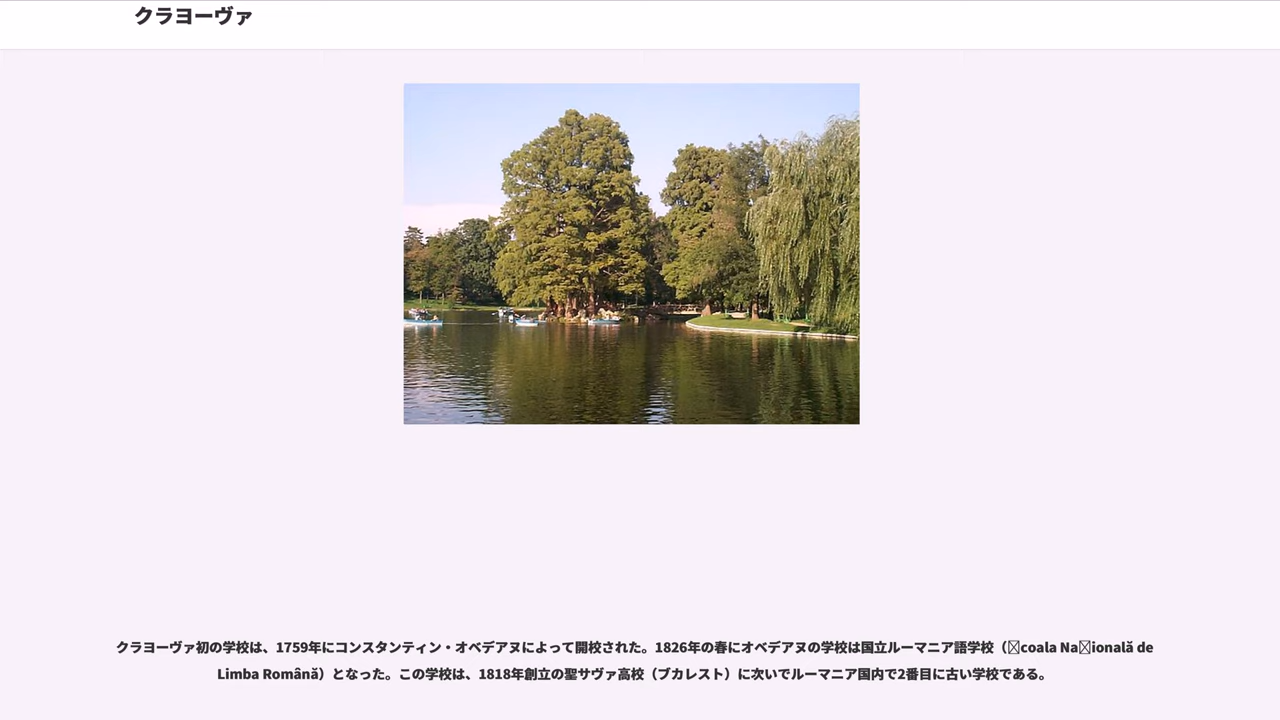 クラヨーヴァ
クラヨーヴァ初の学校は、1759年にコンスタンティン・オベデアヌによって開校された。1826年の春にオベデアヌの学校は国立ルーマニア語学校（□coala Na□ională de
Limba Română）となった。この学校は、1818年創立の聖サヴァ高校（ブカレスト）に次いでルーマニア国内で2番目に古い学校である。